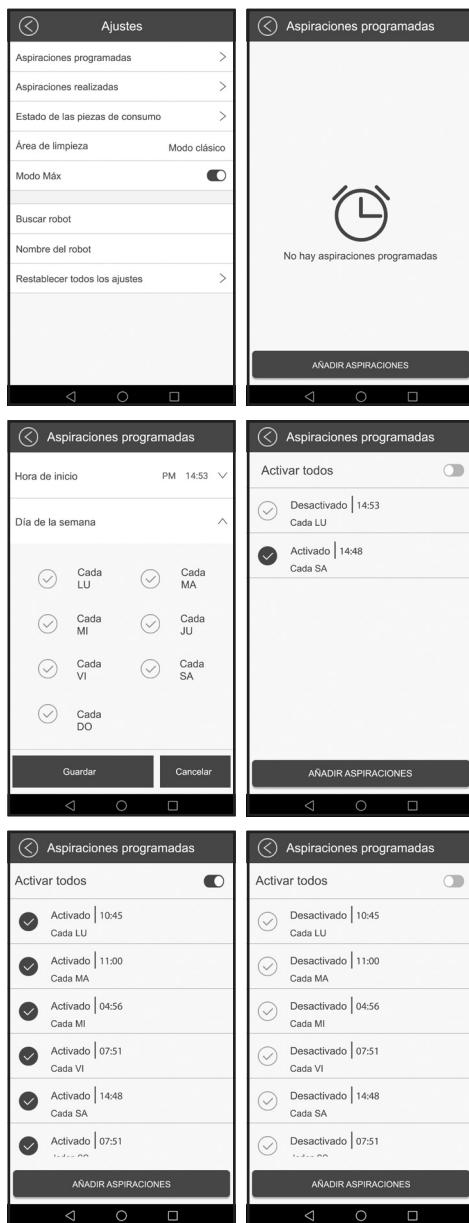 Ajustes
Aspiraciones programadas
Aspiraciones realizadas
Estado de las piezas de consumo
Área de limpieza Modo clásico
Modo Máx
Buscar robot
Nombre del robot
Restablecer todos los ajustes
Aspiraciones programadas
No hay aspiraciones programadas
AÑADIR ASPIRACIONES
Aspiraciones programadas
Hora de inicio PM 14:53
Día de la semana
Cada LU
Cada MA
Cada MI
Cada JU
Cada VI
Cada SA
Cada DO
Guardar Cancelar
Aspiraciones programadas
Activar todos
Desactivado | 14:53
Cada LU
Activado | 14:48
Cada SA
AÑADIR ASPIRACIONES
Aspiraciones programadas
Activar todos
Activado | 10:45
Cada LU
Activado | 11:00
Cada MA
Activado | 04:56
Cada MI
Activado | 07:51
Cada VI
Activado | 14:48
Cada SA
Activado | 07:51
AÑADIR ASPIRACIONES
Aspiraciones programadas
Activar todos
Desactivado | 10:45
Cada LU
Desactivado | 11:00
Cada MA
Desactivado | 04:56
Cada MI
Desactivado | 07:51
Cada VI
Desactivado | 14:48
Cada SA
Desactivado | 07:51
AÑADIR ASPIRACIONES